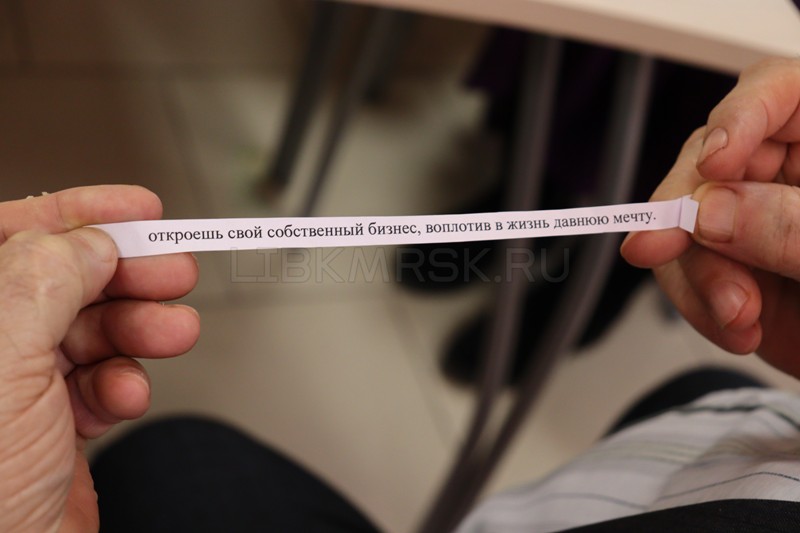 откроешь свой собственный бизнес, воплотив в жизнь давнюю мечту.
LIBKMRSK.RU